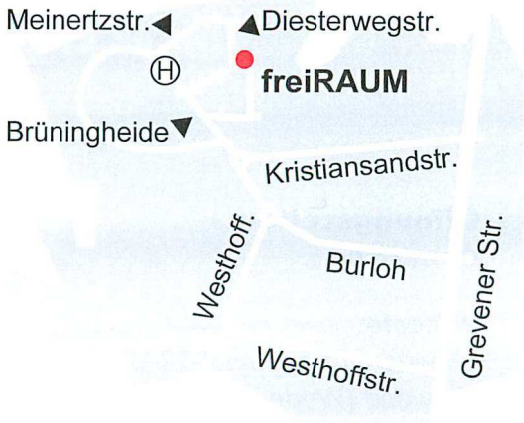 Meinertzstr.
Diesterwegstr.
H
freiRAUM
Brüningheide
Kristiansandstr.
Westhoff.
Burloh
Grevener Str.
Westhoffstr.